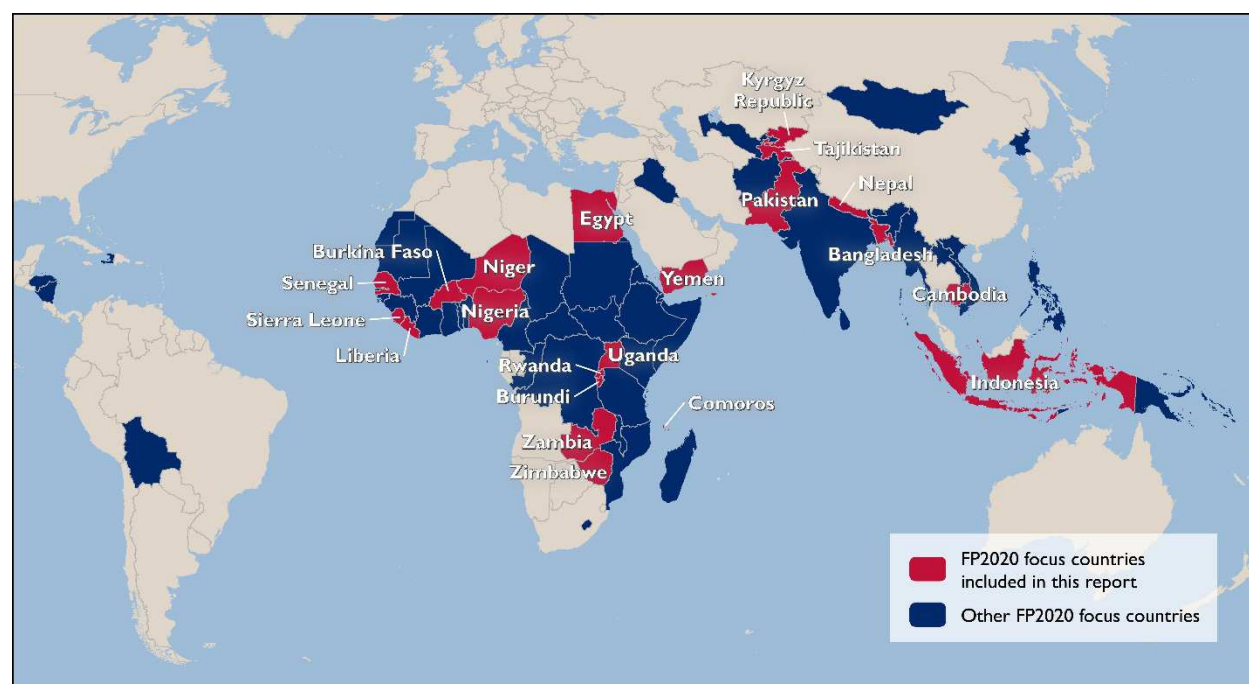 Kyrgyz
Republic
Tajikistan
Nepal
Pakistan
Egypt
Bangladesh
Burkina Faso
Niger
Yemen
Senegal
Cambodia
Nigeria
Sierra Leone
Liberia
Uganda
Rwanda
Indonesia
Burundi
Comoros
Zambia
Zimbabwe
FP2020 focus countries
included in this report
Other FP2020 focus countries